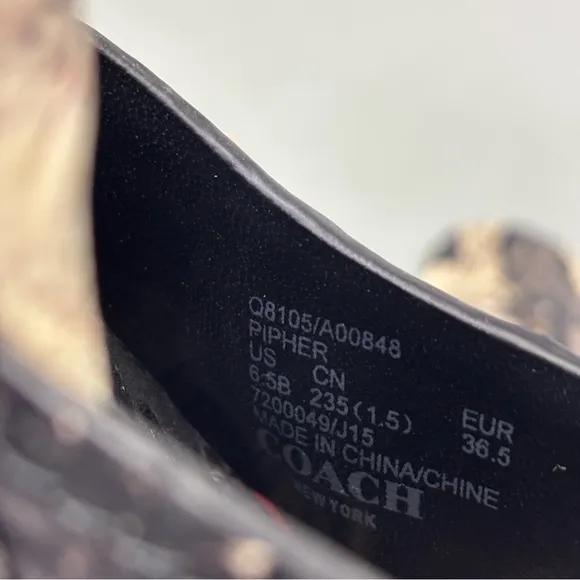 Q8105/A00848
PIPHER
US CN EUR
6.5B 235(1.5) 36.5
7200049/J15
MADE IN CHINA/CHINE
COACH
NEW YORK